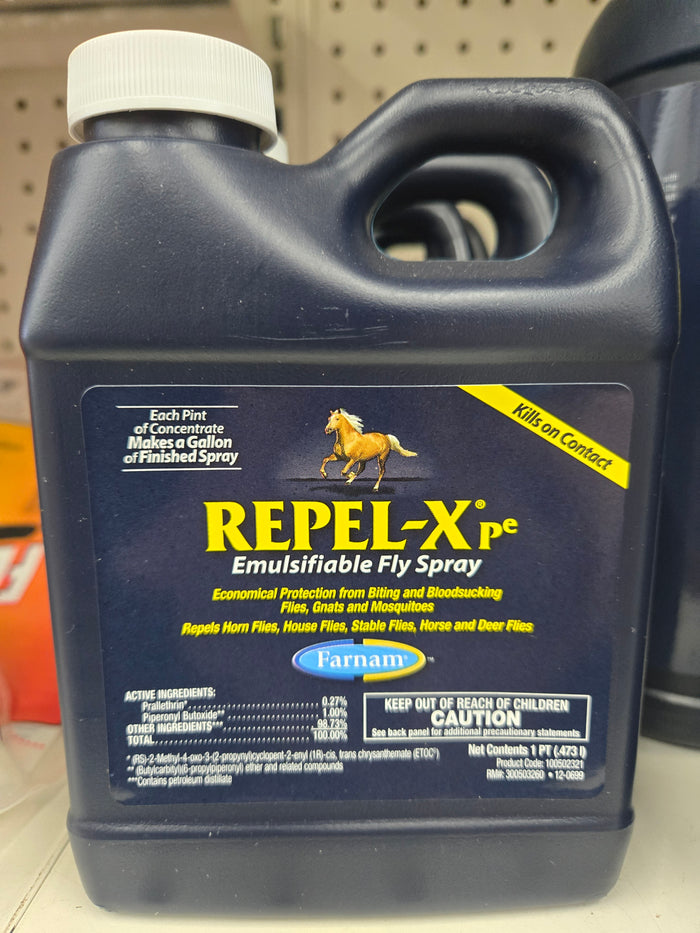 Each Pint
of Concentrate
Makes a Gallon
of Finished Spray
Kills on Contact
REPEL-X® pe
Emulsifiable Fly Spray
Economical Protection from Biting and Bloodsucking
Flies, Gnats and Mosquitoes
Repels Horn Flies, House Flies, Stable Flies, Horse and Deer Flies
Farnam® ™
ACTIVE INGREDIENTS:
Prallethrin* 0.27%
Piperonyl Butoxide** 1.00%
OTHER INGREDIENTS*** 98.73%
TOTAL 100.00%
* (RS)-2-Methyl-4-oxo-3-(2-propynyl)cyclopent-2-enyl (1R)-cis, trans chrysanthemate (ETOC®)
** (Butylcarbityl)(6-propylpiperonyl) ether and related compounds
***Contains petroleum distillate
KEEP OUT OF REACH OF CHILDREN
CAUTION
See back panel for additional precautionary statements
Net Contents 1 PT (.473 l)
Product Code: 100502321
RM#: 300503260 • 12-0699